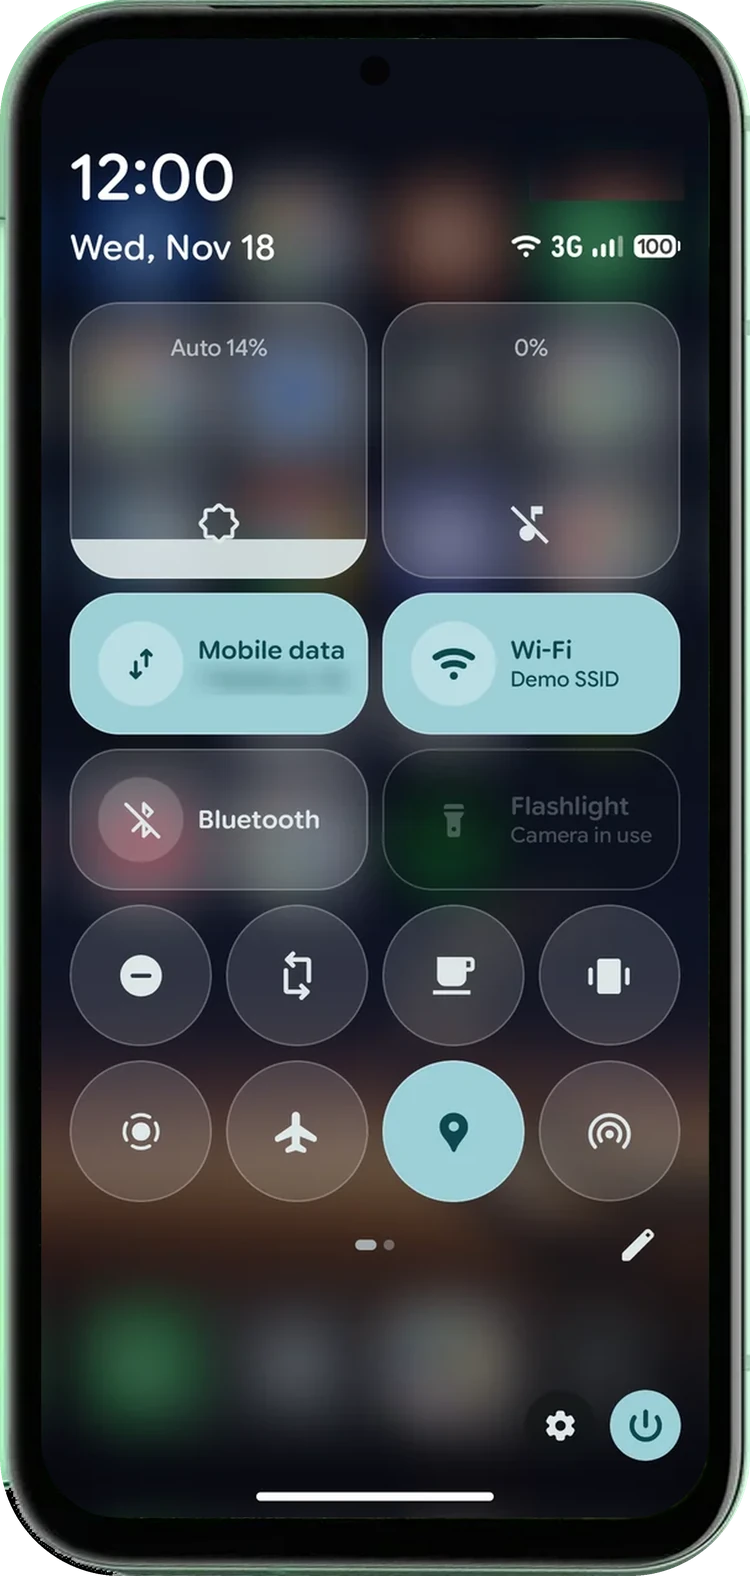 12:00
Wed, Nov 18
3G 100
Auto 14%
0%
Mobile data
Wi-Fi
Demo SSID
Bluetooth
Flashlight
Camera in use